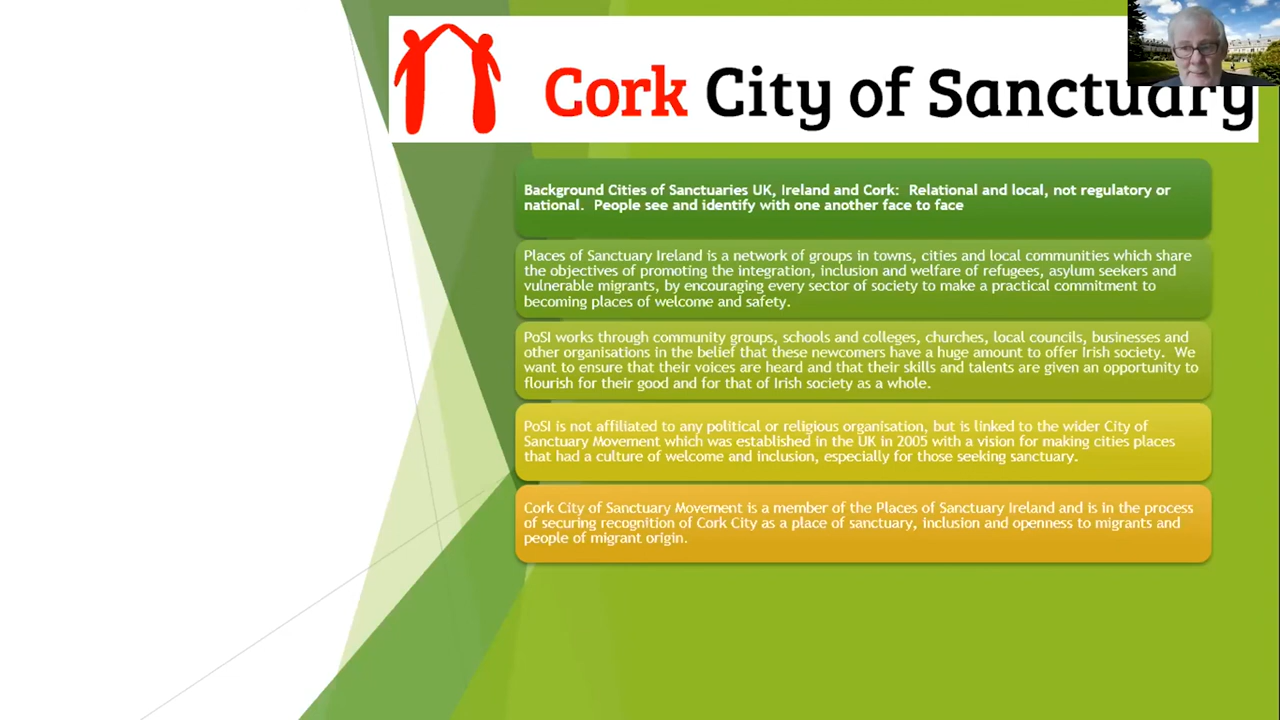 Cork City of Sanctuary
Background Cities of Sanctuaries UK, Ireland and Cork:  Relational and local, not regulatory or
national.  People see and identify with one another face to face
Places of Sanctuary Ireland is a network of groups in towns, cities and local communities which share
the objectives of promoting the integration, inclusion and welfare of refugees, asylum seekers and
vulnerable migrants, by encouraging every sector of society to make a practical commitment to
becoming places of welcome and safety.
PoSI works through community groups, schools and colleges, churches, local councils, businesses and
other organisations in the belief that these newcomers have a huge amount to offer Irish society.  We
want to ensure that their voices are heard and that their skills and talents are given an opportunity to
flourish for their good and for that of Irish society as a whole.
PoSI is not affiliated to any political or religious organisation, but is linked to the wider City of
Sanctuary Movement which was established in the UK in 2005 with a vision for making cities places
that had a culture of welcome and inclusion, especially for those seeking sanctuary.
Cork City of Sanctuary Movement is a member of the Places of Sanctuary Ireland and is in the process
of securing recognition of Cork City as a place of sanctuary, inclusion and openness to migrants and
people of migrant origin.